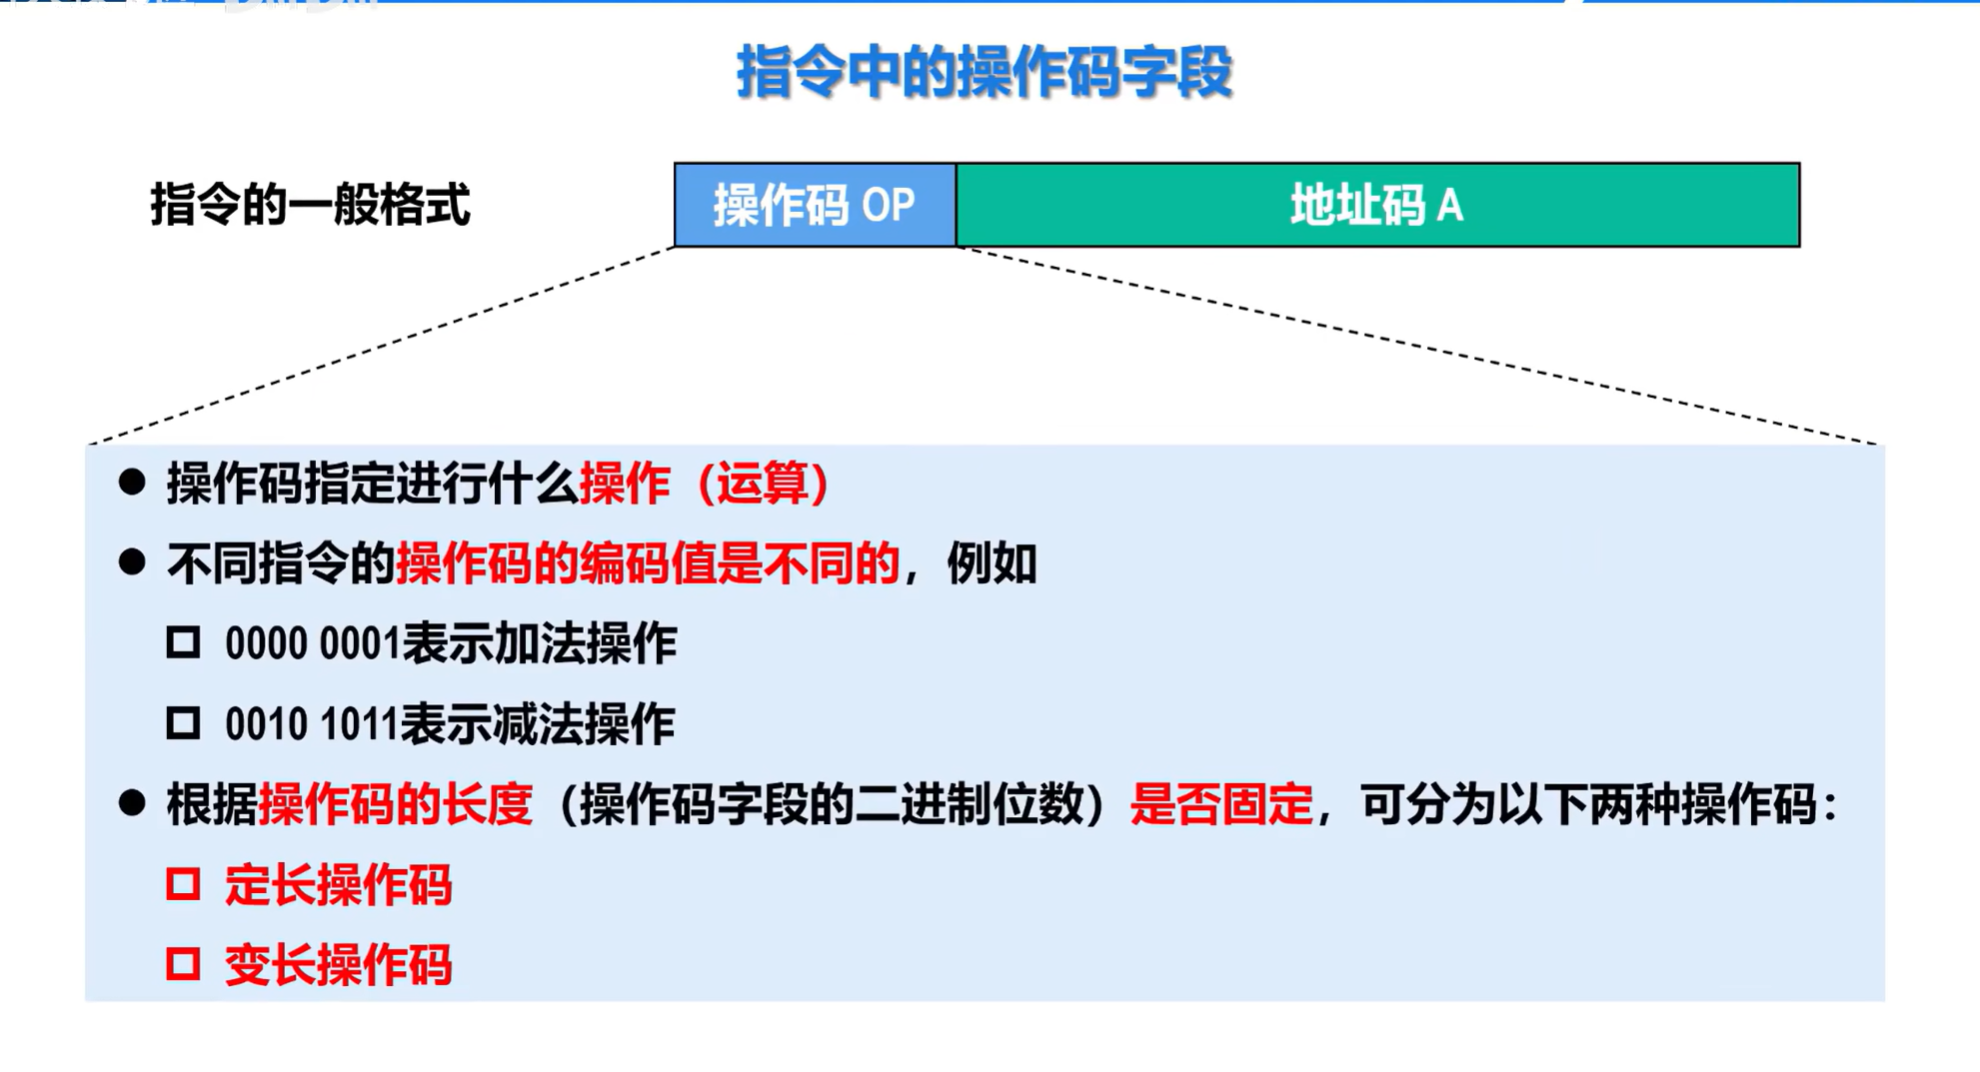 指令中的操作码字段
指令的一般格式
操作码 OP
地址码 A
● 操作码指定进行什么操作（运算）
● 不同指令的操作码的编码值是不同的，例如
□ 0000 0001表示加法操作
□ 0010 1011表示减法操作
● 根据操作码的长度（操作码字段的二进制位数）是否固定，可分为以下两种操作码：
□ 定长操作码
□ 变长操作码